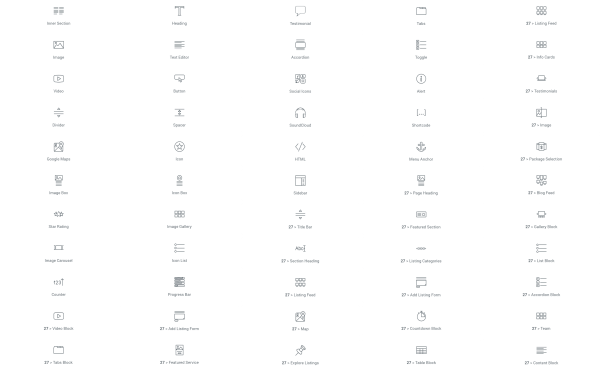 Inner Section
Heading
Testimonial
Tabs
27 > Listing Feed
Image
Text Editor
Accordion
Toggle
27 > Info Cards
Video
Button
Social Icons
Alert
27 > Testimonials
Divider
Spacer
SoundCloud
[...]
Shortcode
27 > Image
Google Maps
Icon
HTML
Menu Anchor
27 > Package Selection
Image Box
Icon Box
Sidebar
27 > Page Heading
27 > Blog Feed
Star Rating
Image Gallery
27 > Title Bar
27 > Featured Section
27 > Gallery Block
Image Carousel
Icon List
Abc
27 > Section Heading
27 > Listing Categories
27 > List Block
123
Counter
Progress Bar
27 > Listing Feed
27 > Add Listing Form
27 > Accordion Block
27 > Video Block
27 > Add Listing Form
27 > Map
27 > Countdown Block
27 > Team
27 > Tabs Block
27 > Featured Service
27 > Explore Listings
27 > Table Block
27 > Content Block